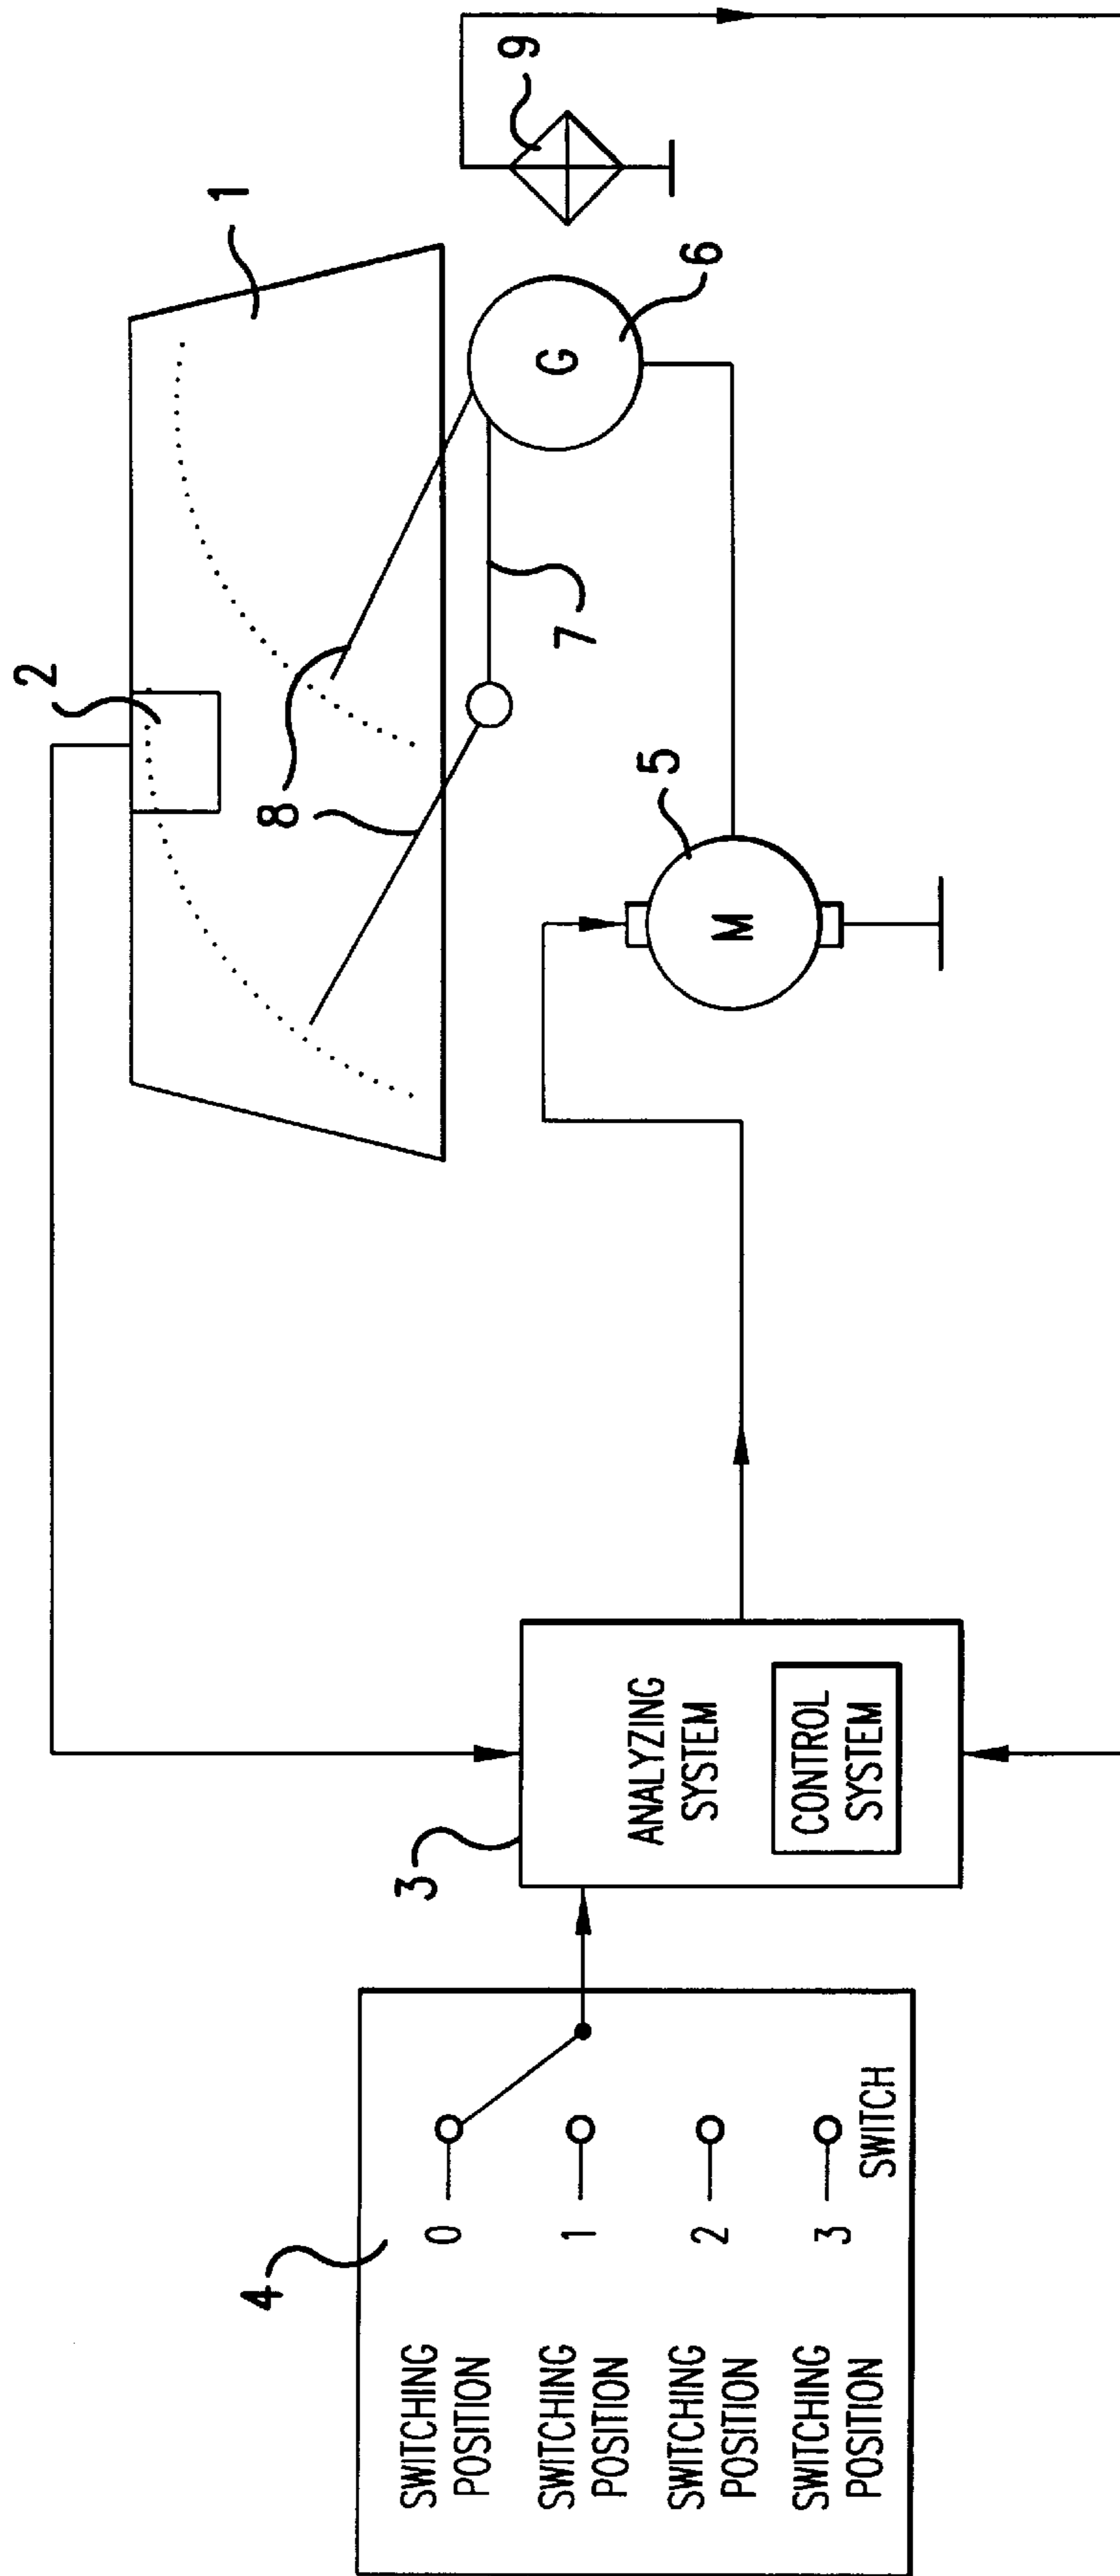 1
2
9
8
G
6
7
5
M
3
ANALYZING
SYSTEM
CONTROL
SYSTEM
4
SWITCHING
POSITION
0
SWITCHING
POSITION
1
SWITCHING
POSITION
2
SWITCHING
POSITION
3
SWITCH